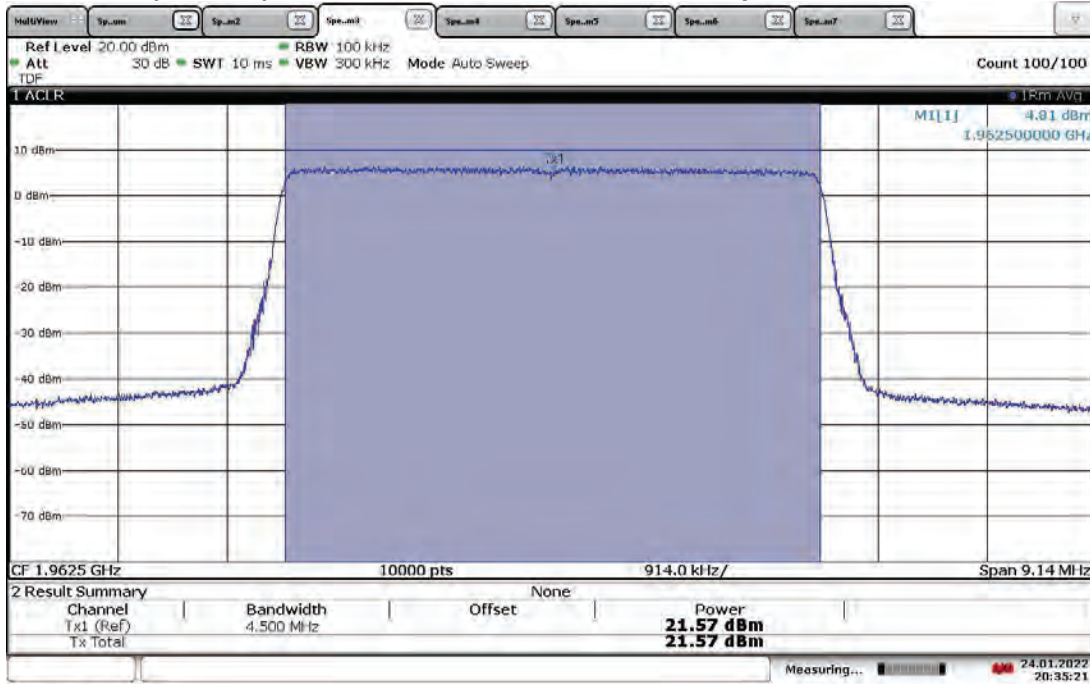 MultiView Sp..um Sp..m2 Spe..m3 Spe..m4 Spe..m5 Spe..m6 Spe..m7
Ref Level 20.00 dBm RBW 100 kHz
Att 30 dB SWT 10 ms VBW 300 kHz Mode Auto Sweep Count 100/100
TDF
1 ACLR 1Rm Avg
M1[1] 4.81 dBm
1.962500000 GHz
10 dBm
Tx1
0 dBm
-10 dBm
-20 dBm
-30 dBm
-40 dBm
-50 dBm
-60 dBm
-70 dBm
CF 1.9625 GHz 10000 pts 914.0 kHz/ Span 9.14 MHz
2 Result Summary None
Channel Bandwidth Offset Power
Tx1 (Ref) 4.500 MHz 21.57 dBm
Tx Total 21.57 dBm
Measuring... 24.01.2022
20:35:21